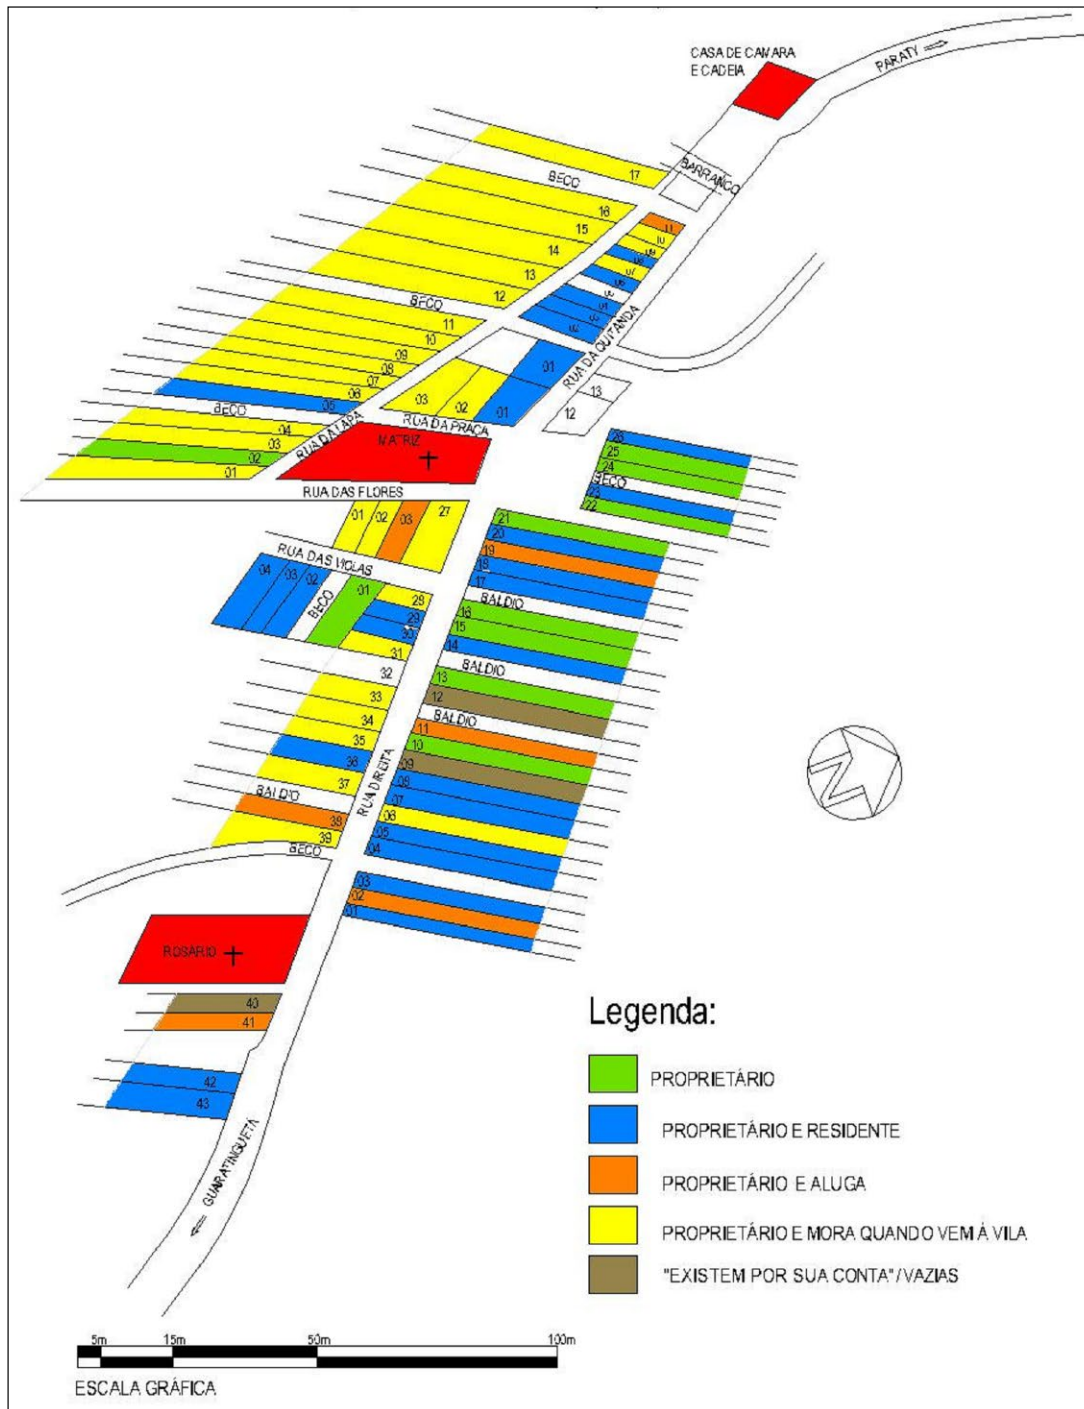 CASA DE CAMARA
E CADEIA
PARATY
BARRANCO
17
BECO
16
15
14
13
12
BECO
11
10
09
08
07
06
05
BECO
04
03
02
01
RUA DA LAPA
11
RUA DA QUITANDA
01
03
02
01
RUA DA PRAÇA
13
12
MATRIZ
RUA DAS FLORES
26
25
24
BECO
23
22
01
02
03
27
RUA DAS VIOLAS
04
03
02
BECO
01
28
29
30
31
32
33
34
35
36
37
BALDIO
38
39
BECO
21
20
19
18
17
BALDIO
16
15
14
BALDIO
13
12
BALDIO
11
10
09
08
07
06
05
04
03
02
01
RUA DIREITA
ROSARIO
40
41
42
43
GUARATINGUETÁ
N
Legenda:
PROPRIETÁRIO
PROPRIETÁRIO E RESIDENTE
PROPRIETÁRIO E ALUGA
PROPRIETÁRIO E MORA QUANDO VEM À VILA
"EXISTEM POR SUA CONTA"/VAZIAS
5m 15m 50m 100m
ESCALA GRÁFICA